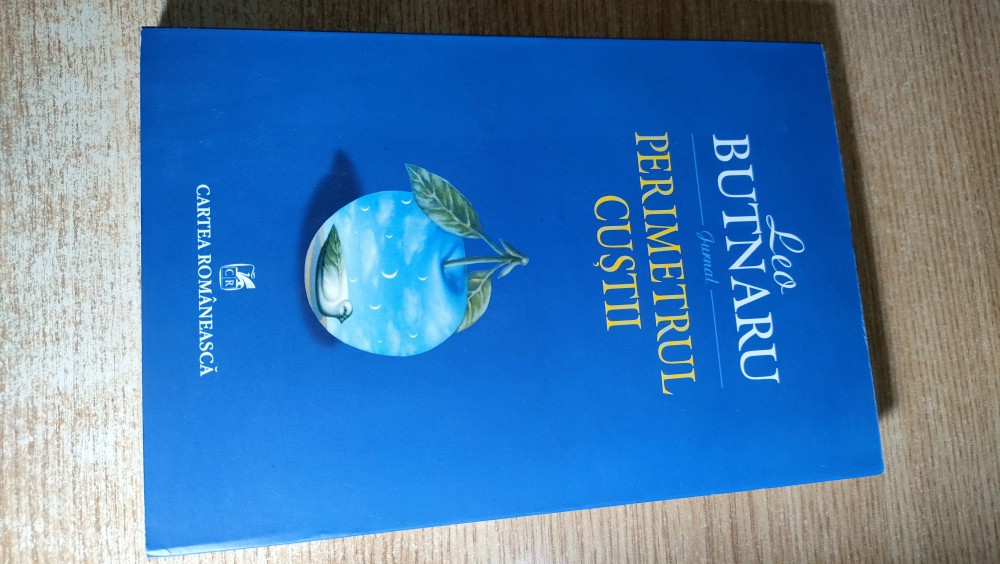 Leo
BUTNARU
Jurnal
PERIMETRUL
CUȘTII
CR
CARTEA ROMÂNEASCĂ